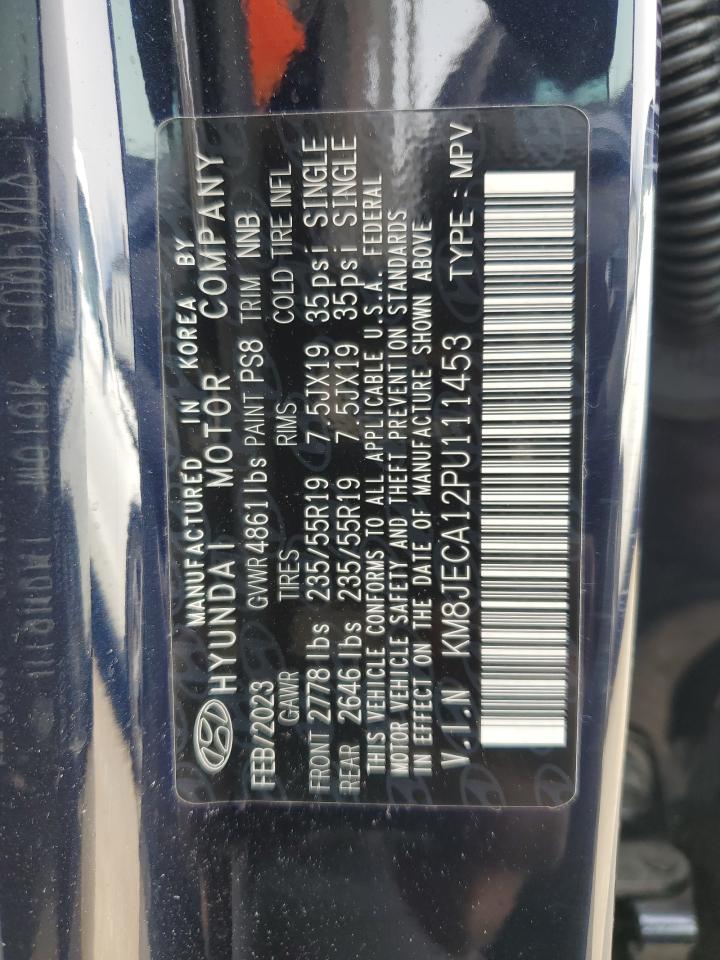 MANUFACTURED IN KOREA BY
HYUNDAI MOTOR COMPANY
FEB/2023 GVWR 4861lbs PAINT PS8 TRIM NNB
GAWR TIRES RIMS COLD TIRE INFL
FRONT 2778 lbs 235/55R19 7.5JX19 35psi SINGLE
REAR 2646 lbs 235/55R19 7.5JX19 35psi SINGLE
THIS VEHICLE CONFORMS TO ALL APPLICABLE U.S.A. FEDERAL
MOTOR VEHICLE SAFETY AND THEFT PREVENTION STANDARDS
IN EFFECT ON THE DATE OF MANUFACTURE SHOWN ABOVE
V.I.N KM8JECA12PU111453 TYPE : MPV